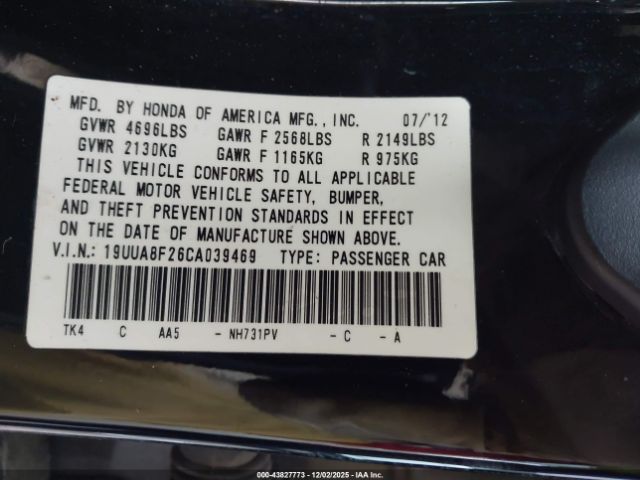 MFD. BY HONDA OF AMERICA MFG., INC. 07/'12
GVWR 4696LBS GAWR F 2568LBS R 2149LBS
GVWR 2130KG GAWR F 1165KG R 975KG
THIS VEHICLE CONFORMS TO ALL APPLICABLE
FEDERAL MOTOR VEHICLE SAFETY, BUMPER,
AND THEFT PREVENTION STANDARDS IN EFFECT
ON THE DATE OF MANUFACTURE SHOWN ABOVE.
V.I.N.: 19UUA8F26CA039469 TYPE: PASSENGER CAR
TK4 C AA5 - NH731PV - C - A
000-43827773 | 12/02/2025 | IAA Inc.